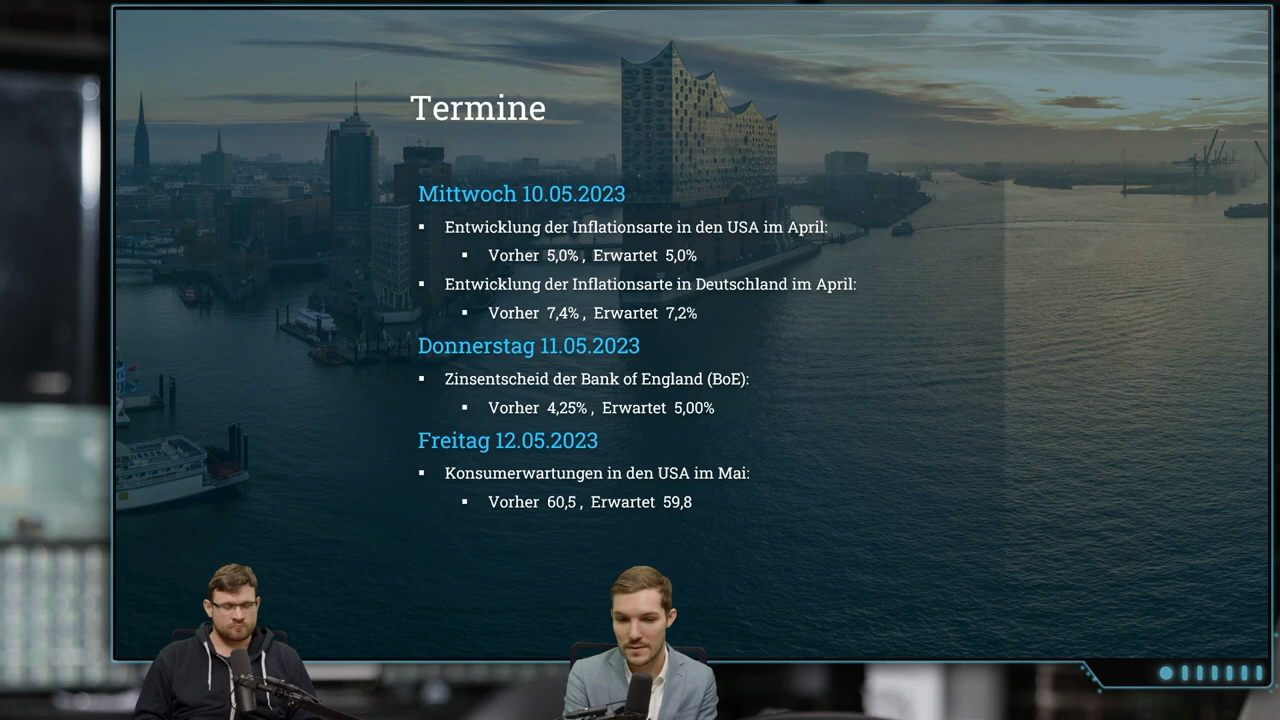 Termine
Mittwoch 10.05.2023
Entwicklung der Inflationsarte in den USA im April:
Vorher 5,0% , Erwartet 5,0%
Entwicklung der Inflationsarte in Deutschland im April:
Vorher 7,4% , Erwartet 7,2%
Donnerstag 11.05.2023
Zinsentscheid der Bank of England (BoE):
Vorher 4,25% , Erwartet 5,00%
Freitag 12.05.2023
Konsumerwartungen in den USA im Mai:
Vorher 60,5 , Erwartet 59,8